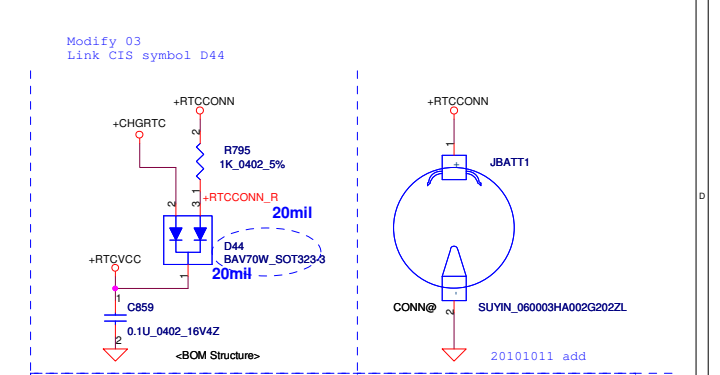 Modify 03
Link CIS symbol D44
+RTCCONN
+CHGRTC
2
R795
1K_0402_5%
1
+RTCCONN_R
2
3
20mil
D44
BAV70W_SOT323-3
+RTCVCC
1
20mil
1
C859
0.1U_0402_16V4Z
2
<BOM Structure>
+RTCCONN
1
+
JBATT1
-
CONN@
2
SUYIN_060003HA002G202ZL
20101011 add
D